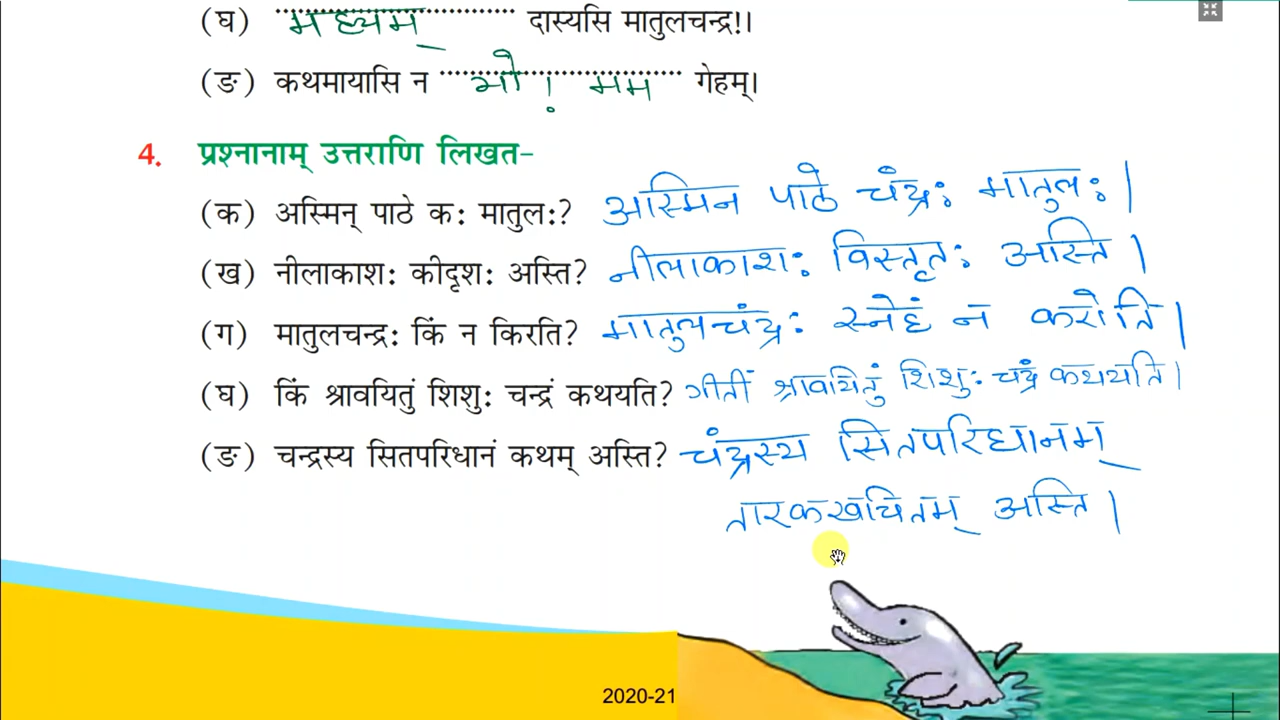 (घ) मह्यम् दास्यसि मातुलचन्द्र!।
(ङ) कथमायासि न भो! मम गेहम्।
4. प्रश्नानाम् उत्तराणि लिखत-
(क) अस्मिन् पाठे कः मातुलः? अस्मिन पाठे चंद्रः मातुलः।
(ख) नीलाकाशः कीदृशः अस्ति? नीलाकाशः विस्तृतः अस्ति।
(ग) मातुलचन्द्रः किं न किरति? मातुलचंद्रः स्नेहं न करोति।
(घ) किं श्रावयितुं शिशुः चन्द्रं कथयति? गीतीं श्रावयितुं शिशुः चंद्रं कथयति।
(ङ) चन्द्रस्य सितपरिधानं कथम् अस्ति? चंद्रस्य सितपरिधानम्
तारकखचितम् अस्ति।
2020-21